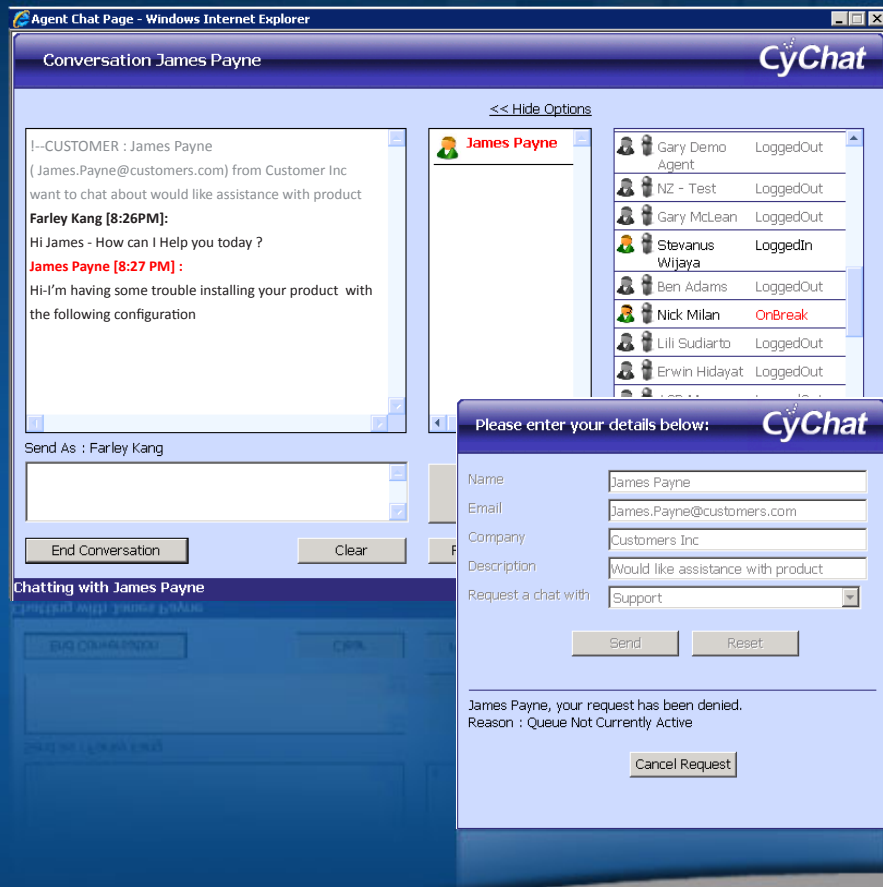 Agent Chat Page - Windows Internet Explorer
Conversation James Payne
CyChat
<< Hide Options
!--CUSTOMER : James Payne
( James.Payne@customers.com) from Customer Inc
want to chat about would like assistance with product
Farley Kang [8:26PM]:
Hi James - How can I Help you today ?
James Payne [8:27 PM] :
Hi-I'm having some trouble installing your product with
the following configuration
James Payne
Gary Demo Agent LoggedOut
NZ - Test LoggedOut
Gary McLean LoggedOut
Stevanus Wijaya LoggedIn
Ben Adams LoggedOut
Nick Milan OnBreak
Lili Sudiarto LoggedOut
Erwin Hidayat LoggedOut
Send As : Farley Kang
End Conversation
Clear
Chatting with James Payne
Please enter your details below:
CyChat
Name James Payne
Email James.Payne@customers.com
Company Customers Inc
Description Would like assistance with product
Request a chat with Support
Send Reset
James Payne, your request has been denied.
Reason : Queue Not Currently Active
Cancel Request